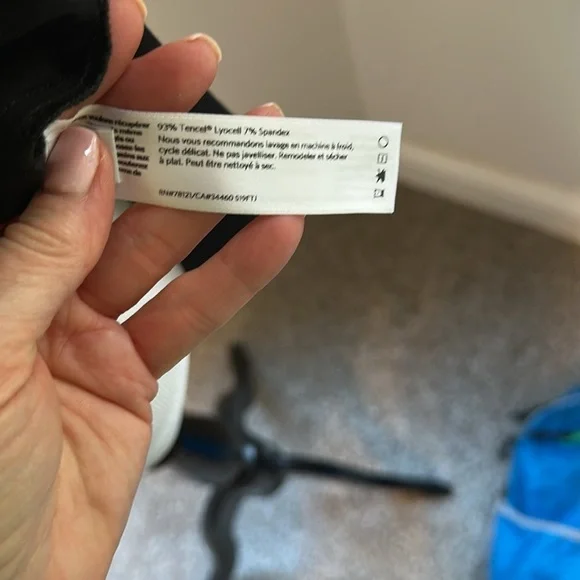 93% Tencel® Lyocell 7% Spandex
Nous vous recommandons lavage en machine à froid,
cycle délicat. Ne pas javelliser. Remodeler et sécher
à plat. Peut être nettoyé à sec.
RN#78121/CA#34460 S19FTJ